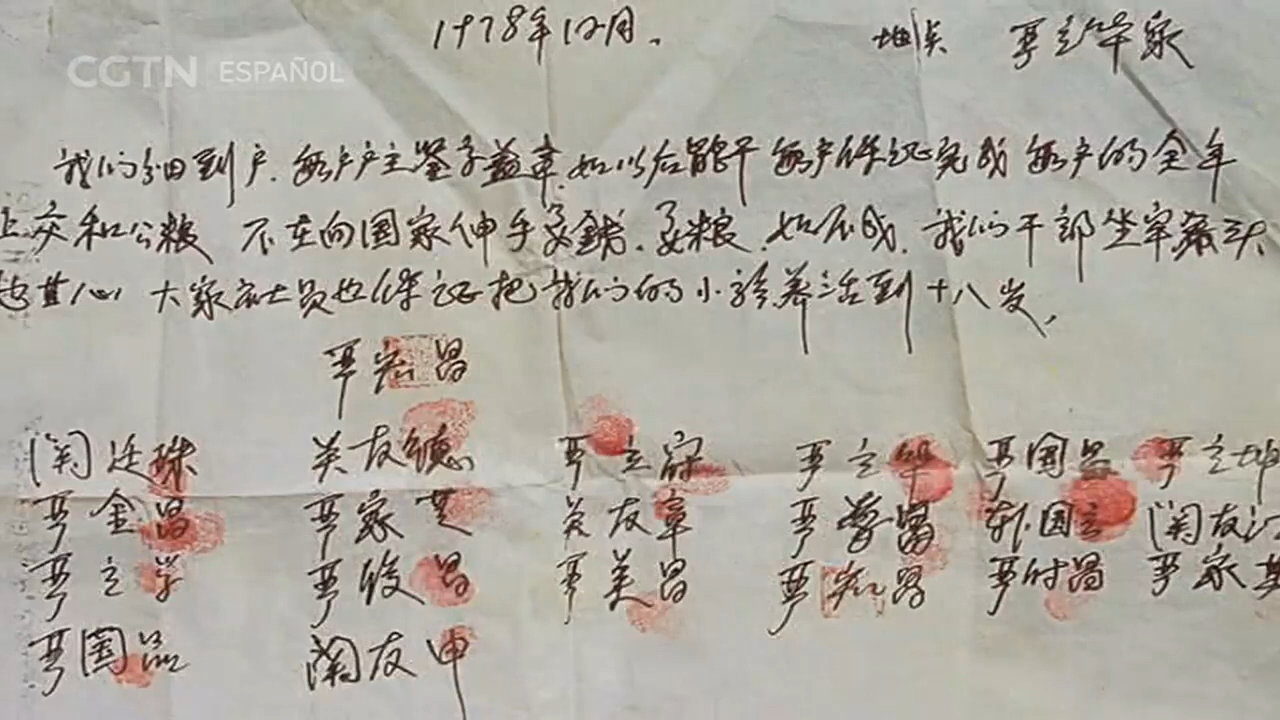 CGTN ESPAÑOL
1978年12月. 地点 严立华家
我们分田到户.每户户主签字盖章.如以后能干 每户保证完成 每户的全年
上交和公粮 不在向国家伸手要钱.要粮.如不成.我们干部坐牢杀头
也甘心 大家社员也保证把我们的小孩养活到十八岁.
严宏昌
关廷珠 关友德 严立符 严立华 严国昌 严立坤
严金昌 严家芝 关友章 严学昌 韩国云 关友江
严立学 严俊昌 严美昌 严宏昌 严付昌 严家其
严国品 关友申